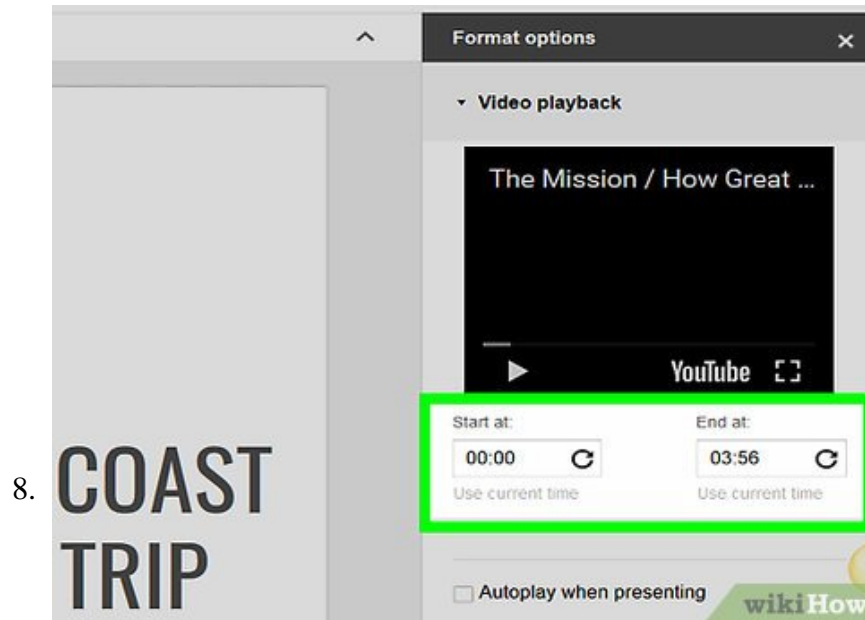 Format options
Video playback
The Mission / How Great ...
YouTube
Start at: End at:
00:00 03:56
Use current time Use current time
8. COAST
TRIP
Autoplay when presenting
wikiHow